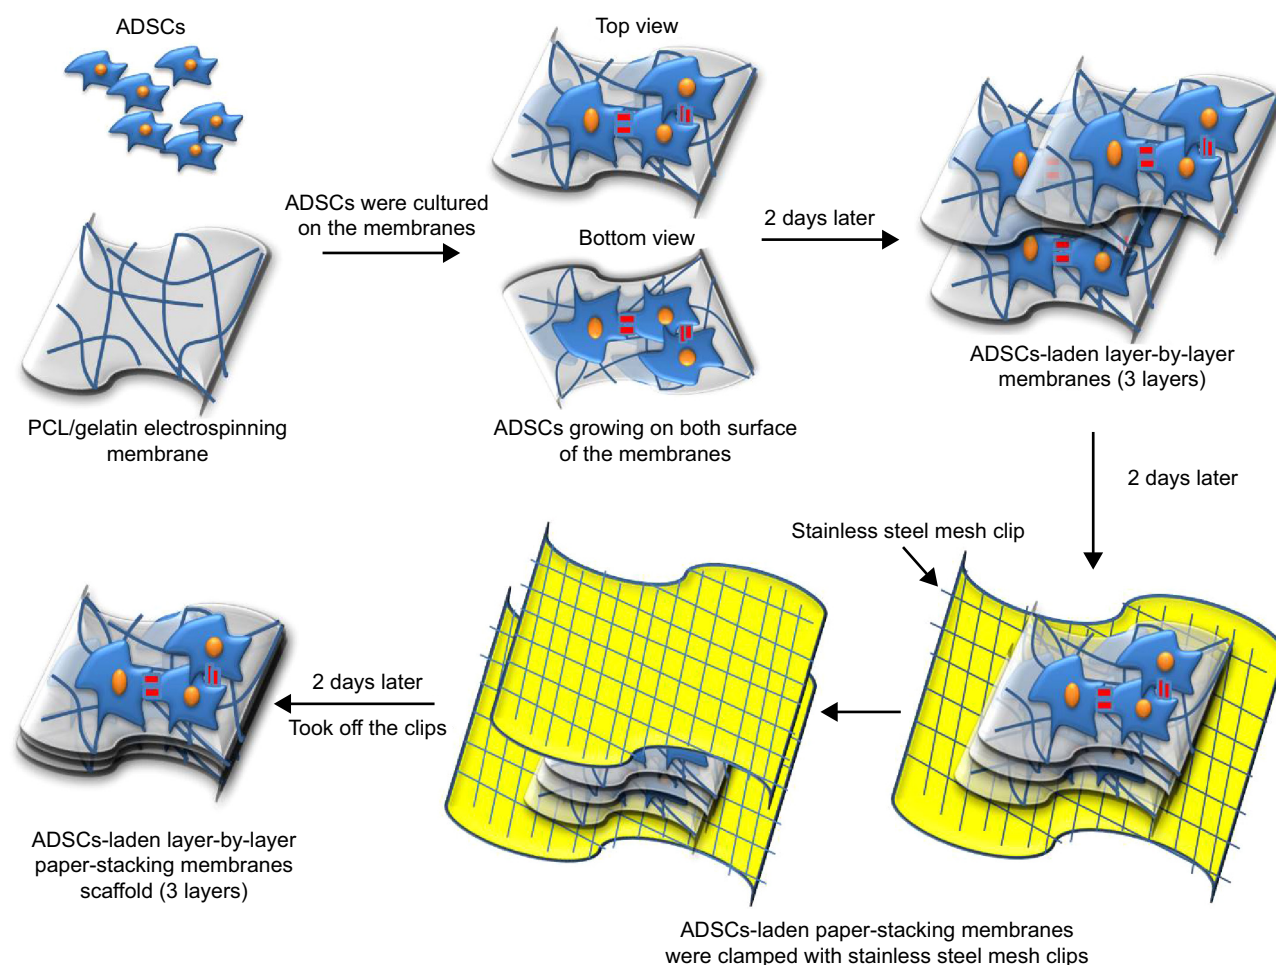 ADSCs
PCL/gelatin electrospinning
membrane
ADSCs were cultured
on the membranes
Top view
Bottom view
ADSCs growing on both surface
of the membranes
2 days later
ADSCs-laden layer-by-layer
membranes (3 layers)
2 days later
Stainless steel mesh clip
ADSCs-laden paper-stacking membranes
were clamped with stainless steel mesh clips
2 days later
Took off the clips
ADSCs-laden layer-by-layer
paper-stacking membranes
scaffold (3 layers)